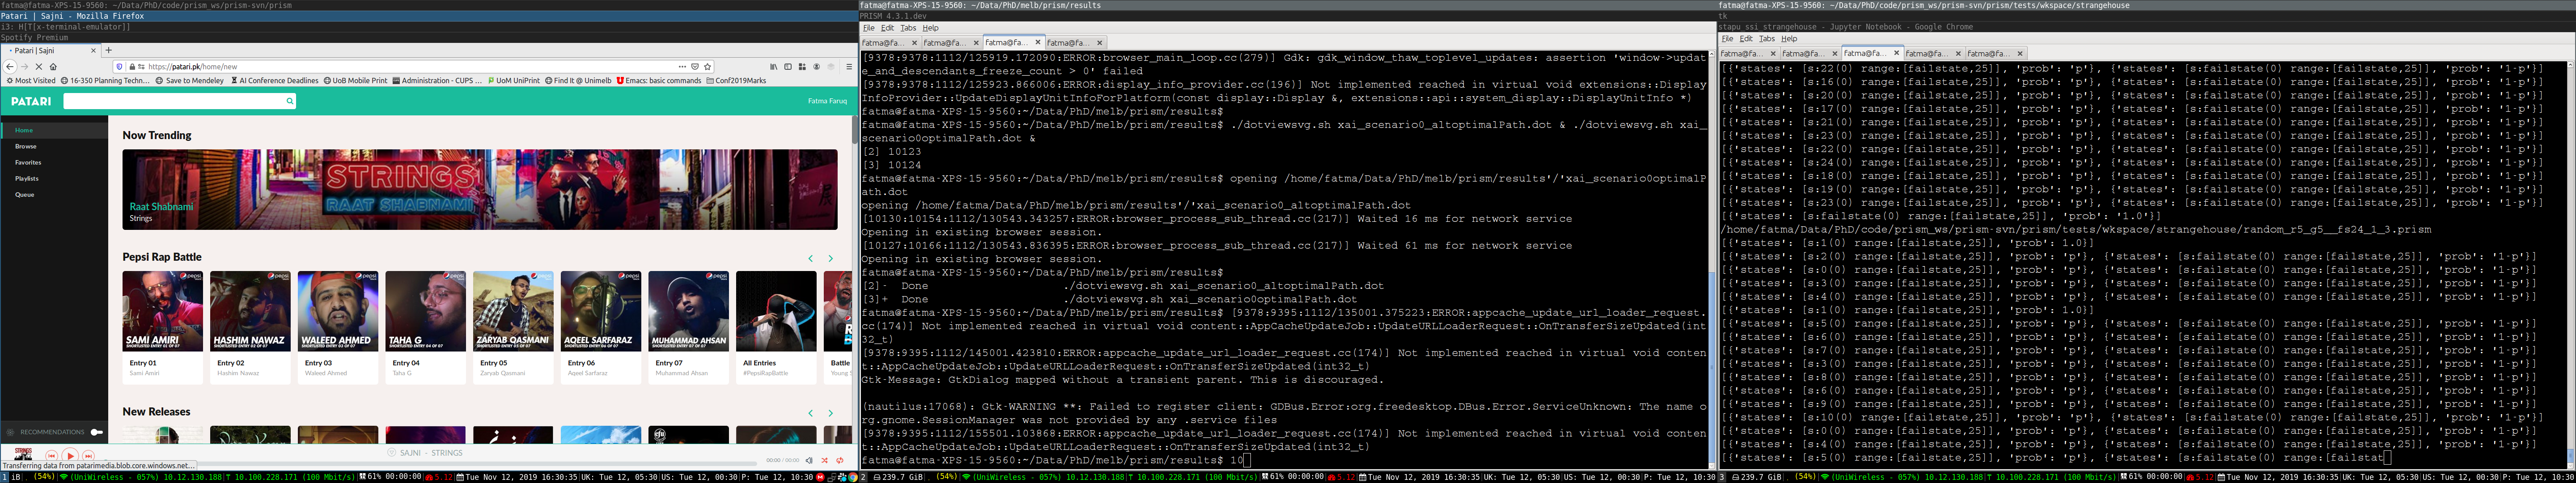 fatma@fatma-XPS-15-9560: ~/Data/PhD/code/prism_ws/prism-svn/prism
Patari | Sajni - Mozilla Firefox
i3: H[T[x-terminal-emulator]]
Spotify Premium
Patari | Sajni
https://patari.pk/home/new
Most Visited
16-350 Planning Techn...
Save to Mendeley
AI Conference Deadlines
UoB Mobile Print
Administration - CUPS ...
UoM UniPrint
Find It @ Unimelb
Emacs: basic commands
Conf2019Marks
PATARI
Fatma Faruq
Home
Browse
Favorites
Playlists
Queue
Now Trending
STRINGS
RAAT SHABNAMI
Raat Shabnami
Strings
Pepsi Rap Battle
SAMI AMIRI
HASHIM NAWAZ
WALEED AHMED
TAHA G
ZARYAB QASMANI
AQEEL SARFARAZ
MUHAMMAD AHSAN
Entry 01
Sami Amiri
Entry 02
Hashim Nawaz
Entry 03
Waleed Ahmed
Entry 04
Taha G
Entry 05
Zaryab Qasmani
Entry 06
Aqeel Sarfaraz
Entry 07
Muhammad Ahsan
All Entries
#PepsiRapBattle
Battle
Young
New Releases
RECOMMENDATIONS
SAJNI - STRINGS
00:00 / 00:00
Transferring data from patarimedia.blob.core.windows.net...
1 iB| . (54%)| (UniWireless - 057%) 10.12.130.188| 10.100.228.171 (100 Mbit/s)| 61% 00:00:00| 5.12| Tue Nov 12, 2019 16:30:35|UK: Tue 12, 05:30|US: Tue 12, 00:30|P: Tue 12, 10:30
fatma@fatma-XPS-15-9560: ~/Data/PhD/melb/prism/results
PRISM 4.3.1.dev
File Edit Tabs Help
fatma@fa... fatma@fa... fatma@fa... fatma@fa...
[9378:9378:1112/125919.172090:ERROR:browser_main_loop.cc(279)] Gdk: gdk_window_thaw_toplevel_updates: assertion 'window->updat
e_and_descendants_freeze_count > 0' failed
[9378:9378:1112/125923.866006:ERROR:display_info_provider.cc(196)] Not implemented reached in virtual void extensions::Display
InfoProvider::UpdateDisplayUnitInfoForPlatform(const display::Display &, extensions::api::system_display::DisplayUnitInfo *)
fatma@fatma-XPS-15-9560:~/Data/PhD/melb/prism/results$
fatma@fatma-XPS-15-9560:~/Data/PhD/melb/prism/results$ ./dotviewsvg.sh xai_scenario0_altoptimalPath.dot & ./dotviewsvg.sh xai_
scenario0optimalPath.dot &
[2] 10123
[3] 10124
fatma@fatma-XPS-15-9560:~/Data/PhD/melb/prism/results$ opening /home/fatma/Data/PhD/melb/prism/results'/'xai_scenario0optimalP
ath.dot
opening /home/fatma/Data/PhD/melb/prism/results'/'xai_scenario0_altoptimalPath.dot
[10130:10154:1112/130543.343257:ERROR:browser_process_sub_thread.cc(217)] Waited 16 ms for network service
Opening in existing browser session.
[10127:10166:1112/130543.836395:ERROR:browser_process_sub_thread.cc(217)] Waited 61 ms for network service
Opening in existing browser session.
fatma@fatma-XPS-15-9560:~/Data/PhD/melb/prism/results$
[2]- Done ./dotviewsvg.sh xai_scenario0_altoptimalPath.dot
[3]+ Done ./dotviewsvg.sh xai_scenario0optimalPath.dot
fatma@fatma-XPS-15-9560:~/Data/PhD/melb/prism/results$ [9378:9395:1112/135001.375223:ERROR:appcache_update_url_loader_request.
cc(174)] Not implemented reached in virtual void content::AppCacheUpdateJob::UpdateURLLoaderRequest::OnTransferSizeUpdated(int
32_t)
[9378:9395:1112/145001.423810:ERROR:appcache_update_url_loader_request.cc(174)] Not implemented reached in virtual void conten
t::AppCacheUpdateJob::UpdateURLLoaderRequest::OnTransferSizeUpdated(int32_t)
Gtk-Message: GtkDialog mapped without a transient parent. This is discouraged.
(nautilus:17068): Gtk-WARNING **: Failed to register client: GDBus.Error:org.freedesktop.DBus.Error.ServiceUnknown: The name o
rg.gnome.SessionManager was not provided by any .service files
[9378:9395:1112/155501.103868:ERROR:appcache_update_url_loader_request.cc(174)] Not implemented reached in virtual void conten
t::AppCacheUpdateJob::UpdateURLLoaderRequest::OnTransferSizeUpdated(int32_t)
fatma@fatma-XPS-15-9560:~/Data/PhD/melb/prism/results$ 10
2 239.7 GiB| . (54%)| (UniWireless - 057%) 10.12.130.188| 10.100.228.171 (100 Mbit/s)| 61% 00:00:00| 5.12| Tue Nov 12, 2019 16:30:35|UK: Tue 12, 05:30|US: Tue 12, 00:30|P: Tue 12, 10:30
fatma@fatma-XPS-15-9560: ~/Data/PhD/code/prism_ws/prism-svn/prism/tests/wkspace/strangehouse
tk
stapu_ssi_strangehouse - Jupyter Notebook - Google Chrome
File Edit Tabs Help
fatma@fa... fatma@fa... fatma@fa... fatma@fa... fatma@fa...
[{'states': [s:22(0) range:[failstate,25]], 'prob': 'p'}, {'states': [s:failstate(0) range:[failstate,25]], 'prob': '1-p'}]
[{'states': [s:16(0) range:[failstate,25]], 'prob': 'p'}, {'states': [s:failstate(0) range:[failstate,25]], 'prob': '1-p'}]
[{'states': [s:20(0) range:[failstate,25]], 'prob': 'p'}, {'states': [s:failstate(0) range:[failstate,25]], 'prob': '1-p'}]
[{'states': [s:17(0) range:[failstate,25]], 'prob': 'p'}, {'states': [s:failstate(0) range:[failstate,25]], 'prob': '1-p'}]
[{'states': [s:21(0) range:[failstate,25]], 'prob': 'p'}, {'states': [s:failstate(0) range:[failstate,25]], 'prob': '1-p'}]
[{'states': [s:23(0) range:[failstate,25]], 'prob': 'p'}, {'states': [s:failstate(0) range:[failstate,25]], 'prob': '1-p'}]
[{'states': [s:22(0) range:[failstate,25]], 'prob': 'p'}, {'states': [s:failstate(0) range:[failstate,25]], 'prob': '1-p'}]
[{'states': [s:24(0) range:[failstate,25]], 'prob': 'p'}, {'states': [s:failstate(0) range:[failstate,25]], 'prob': '1-p'}]
[{'states': [s:18(0) range:[failstate,25]], 'prob': 'p'}, {'states': [s:failstate(0) range:[failstate,25]], 'prob': '1-p'}]
[{'states': [s:19(0) range:[failstate,25]], 'prob': 'p'}, {'states': [s:failstate(0) range:[failstate,25]], 'prob': '1-p'}]
[{'states': [s:23(0) range:[failstate,25]], 'prob': 'p'}, {'states': [s:failstate(0) range:[failstate,25]], 'prob': '1-p'}]
[{'states': [s:failstate(0) range:[failstate,25]], 'prob': '1.0'}]
/home/fatma/Data/PhD/code/prism_ws/prism-svn/prism/tests/wkspace/strangehouse/random_r5_g5__fs24_1_3.prism
[{'states': [s:1(0) range:[failstate,25]], 'prob': 1.0}]
[{'states': [s:2(0) range:[failstate,25]], 'prob': 'p'}, {'states': [s:failstate(0) range:[failstate,25]], 'prob': '1-p'}]
[{'states': [s:0(0) range:[failstate,25]], 'prob': 'p'}, {'states': [s:failstate(0) range:[failstate,25]], 'prob': '1-p'}]
[{'states': [s:3(0) range:[failstate,25]], 'prob': 'p'}, {'states': [s:failstate(0) range:[failstate,25]], 'prob': '1-p'}]
[{'states': [s:4(0) range:[failstate,25]], 'prob': 'p'}, {'states': [s:failstate(0) range:[failstate,25]], 'prob': '1-p'}]
[{'states': [s:1(0) range:[failstate,25]], 'prob': 1.0}]
[{'states': [s:5(0) range:[failstate,25]], 'prob': 'p'}, {'states': [s:failstate(0) range:[failstate,25]], 'prob': '1-p'}]
[{'states': [s:6(0) range:[failstate,25]], 'prob': 'p'}, {'states': [s:failstate(0) range:[failstate,25]], 'prob': '1-p'}]
[{'states': [s:7(0) range:[failstate,25]], 'prob': 'p'}, {'states': [s:failstate(0) range:[failstate,25]], 'prob': '1-p'}]
[{'states': [s:3(0) range:[failstate,25]], 'prob': 'p'}, {'states': [s:failstate(0) range:[failstate,25]], 'prob': '1-p'}]
[{'states': [s:8(0) range:[failstate,25]], 'prob': 'p'}, {'states': [s:failstate(0) range:[failstate,25]], 'prob': '1-p'}]
[{'states': [s:6(0) range:[failstate,25]], 'prob': 'p'}, {'states': [s:failstate(0) range:[failstate,25]], 'prob': '1-p'}]
[{'states': [s:9(0) range:[failstate,25]], 'prob': 'p'}, {'states': [s:failstate(0) range:[failstate,25]], 'prob': '1-p'}]
[{'states': [s:10(0) range:[failstate,25]], 'prob': 'p'}, {'states': [s:failstate(0) range:[failstate,25]], 'prob': '1-p'}]
[{'states': [s:0(0) range:[failstate,25]], 'prob': 'p'}, {'states': [s:failstate(0) range:[failstate,25]], 'prob': '1-p'}]
[{'states': [s:4(0) range:[failstate,25]], 'prob': 'p'}, {'states': [s:failstate(0) range:[failstate,25]], 'prob': '1-p'}]
[{'states': [s:5(0) range:[failstate,25]], 'prob': 'p'}, {'states': [s:failstate(0) range:[failstat
3 239.7 GiB| . (54%)| (UniWireless - 057%) 10.12.130.188| 10.100.228.171 (100 Mbit/s)| 61% 00:00:00| 5.12| Tue Nov 12, 2019 16:30:35|UK: Tue 12, 05:30|US: Tue 12, 00:30|P: Tue 12, 10:30